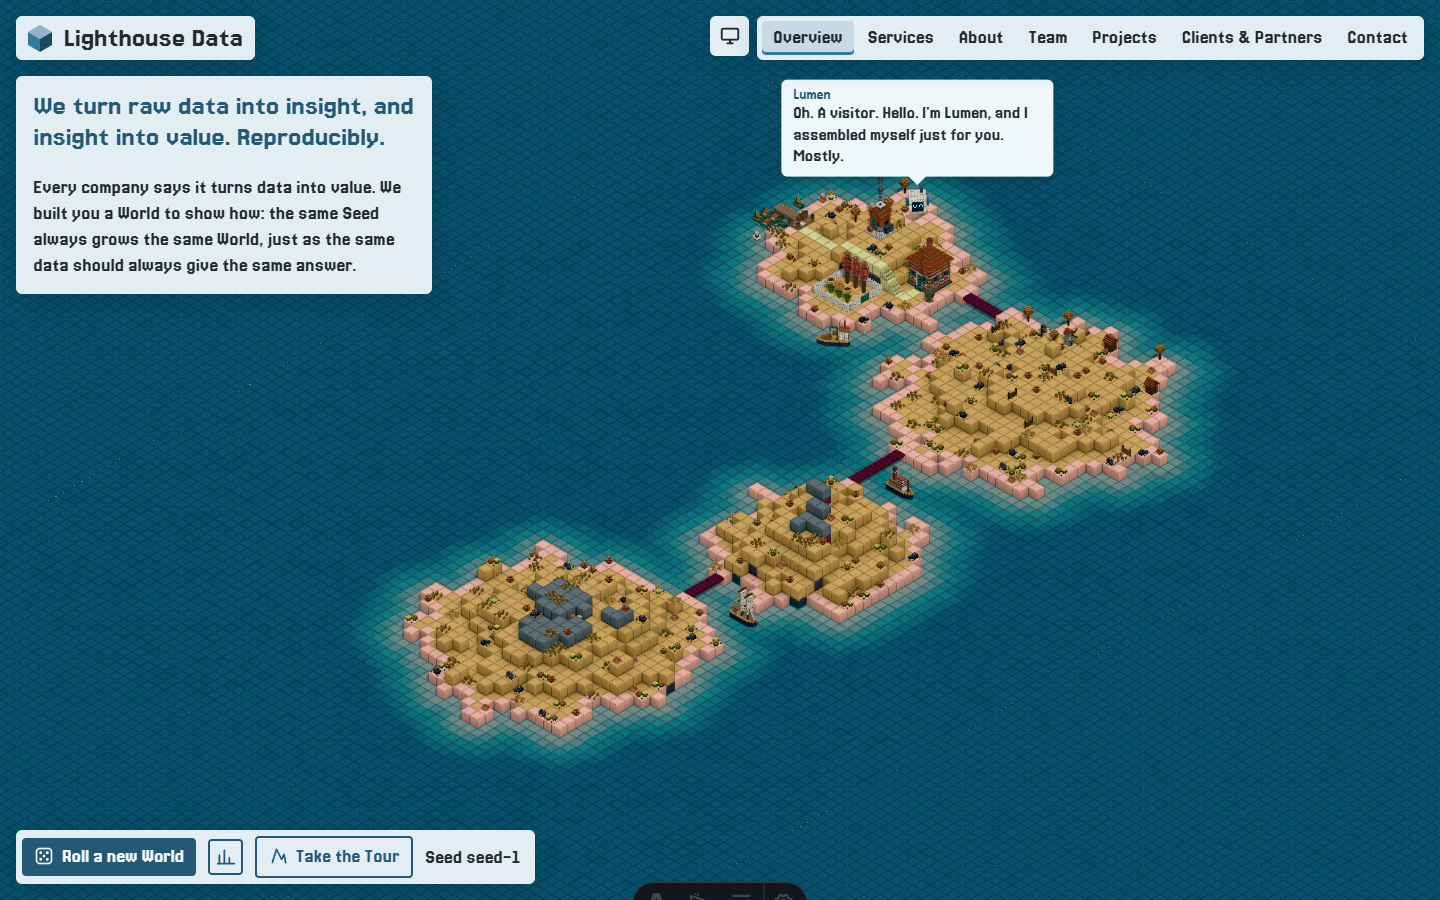 Lighthouse Data
Overview Services About Team Projects Clients & Partners Contact
We turn raw data into insight, and
insight into value. Reproducibly.
Every company says it turns data into value. We
built you a World to show how: the same Seed
always grows the same World, just as the same
data should always give the same answer.
Lumen
Oh. A visitor. Hello. I'm Lumen, and I
assembled myself just for you.
Mostly.
Roll a new World
Take the Tour
Seed seed-1